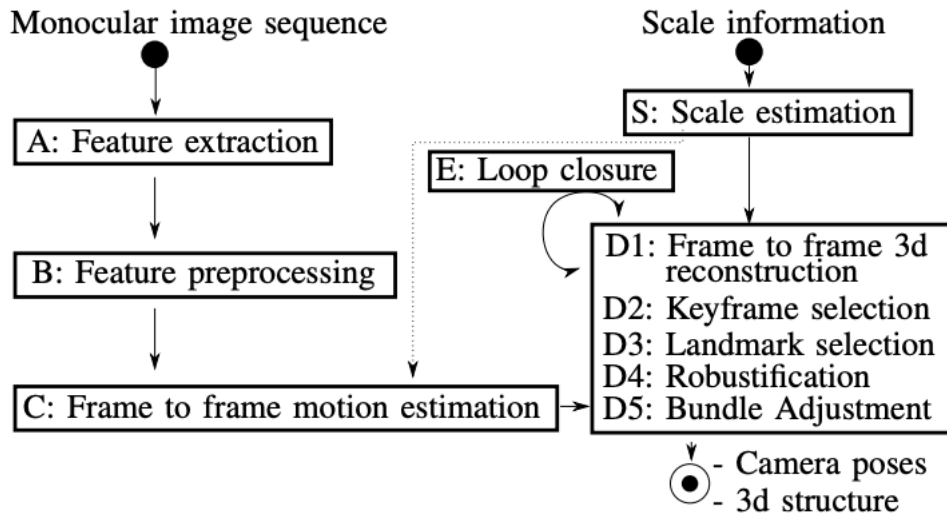 Monocular image sequence
Scale information
A: Feature extraction
S: Scale estimation
E: Loop closure
B: Feature preprocessing
C: Frame to frame motion estimation
D1: Frame to frame 3d
reconstruction
D2: Keyframe selection
D3: Landmark selection
D4: Robustification
D5: Bundle Adjustment
- Camera poses
- 3d structure